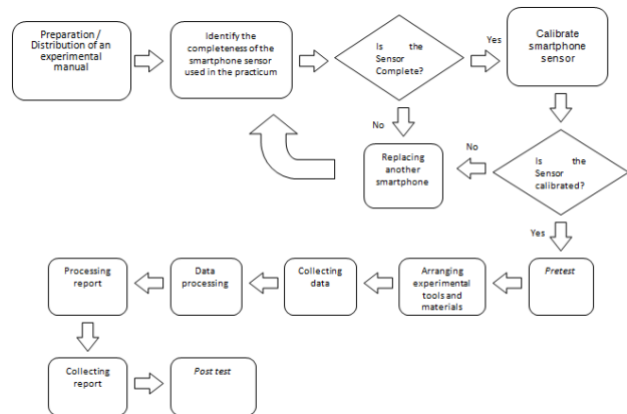 Preparation /
Distribution of an
experimental
manual
Identify the
completeness of the
smartphone sensor
used in the practicum
Is the
Sensor
Complete?
Yes
Calibrate
smartphone
sensor
No
Replacing
another
smartphone
No
Is the
Sensor
calibrated?
Yes
Pretest
Arranging
experimental
tools and
materials
Collecting
data
Data
processing
Processing
report
Collecting
report
Post test